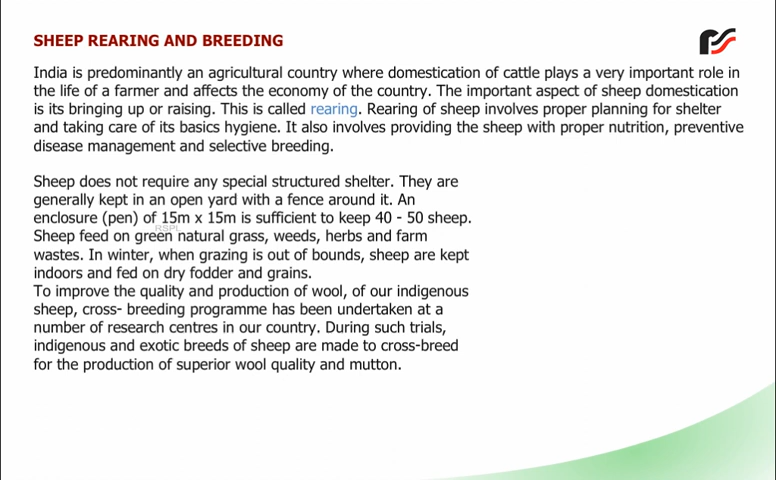 SHEEP REARING AND BREEDING
India is predominantly an agricultural country where domestication of cattle plays a very important role in
the life of a farmer and affects the economy of the country. The important aspect of sheep domestication
is its bringing up or raising. This is called rearing. Rearing of sheep involves proper planning for shelter
and taking care of its basics hygiene. It also involves providing the sheep with proper nutrition, preventive
disease management and selective breeding.
Sheep does not require any special structured shelter. They are
generally kept in an open yard with a fence around it. An
enclosure (pen) of 15m x 15m is sufficient to keep 40 - 50 sheep.
RSPL
Sheep feed on green natural grass, weeds, herbs and farm
wastes. In winter, when grazing is out of bounds, sheep are kept
indoors and fed on dry fodder and grains.
To improve the quality and production of wool, of our indigenous
sheep, cross- breeding programme has been undertaken at a
number of research centres in our country. During such trials,
indigenous and exotic breeds of sheep are made to cross-breed
for the production of superior wool quality and mutton.